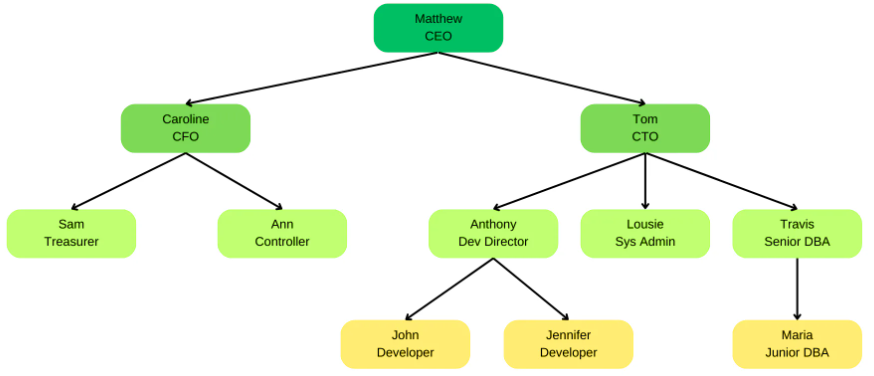 Matthew
CEO
Caroline
CFO
Tom
CTO
Sam
Treasurer
Ann
Controller
Anthony
Dev Director
Lousie
Sys Admin
Travis
Senior DBA
John
Developer
Jennifer
Developer
Maria
Junior DBA